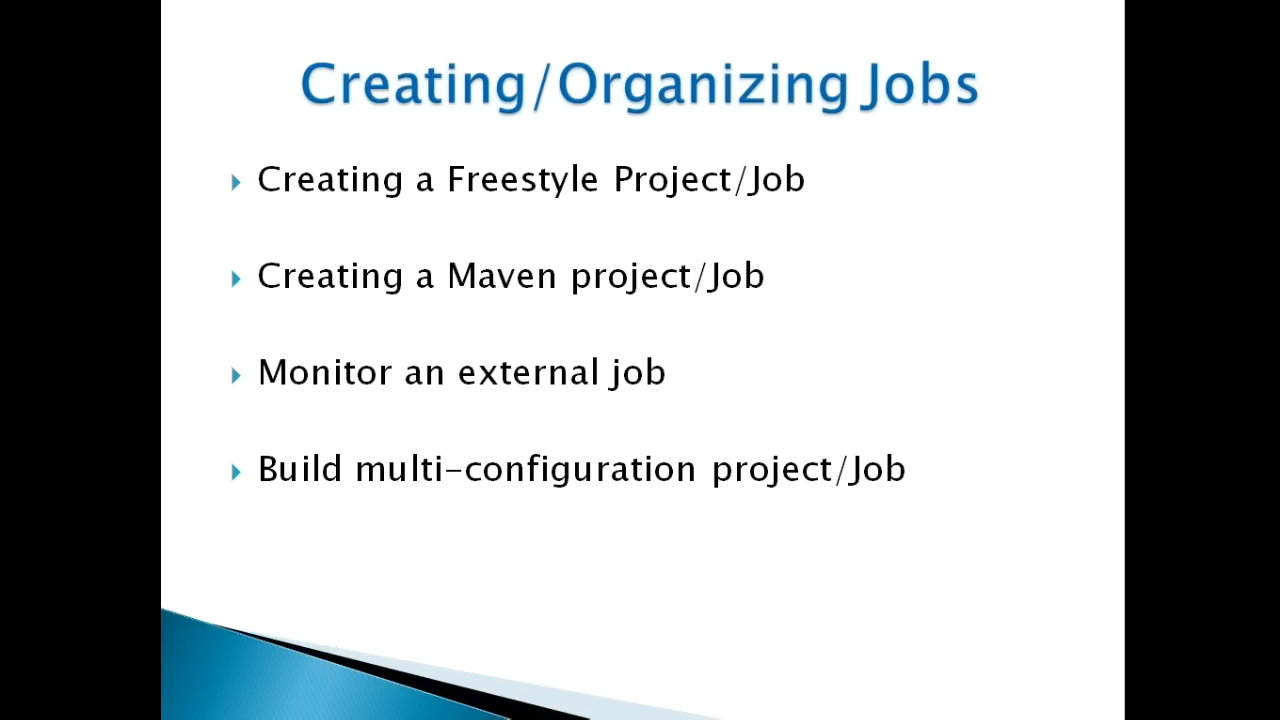 Creating/Organizing Jobs
Creating a Freestyle Project/Job
Creating a Maven project/Job
Monitor an external job
Build multi-configuration project/Job